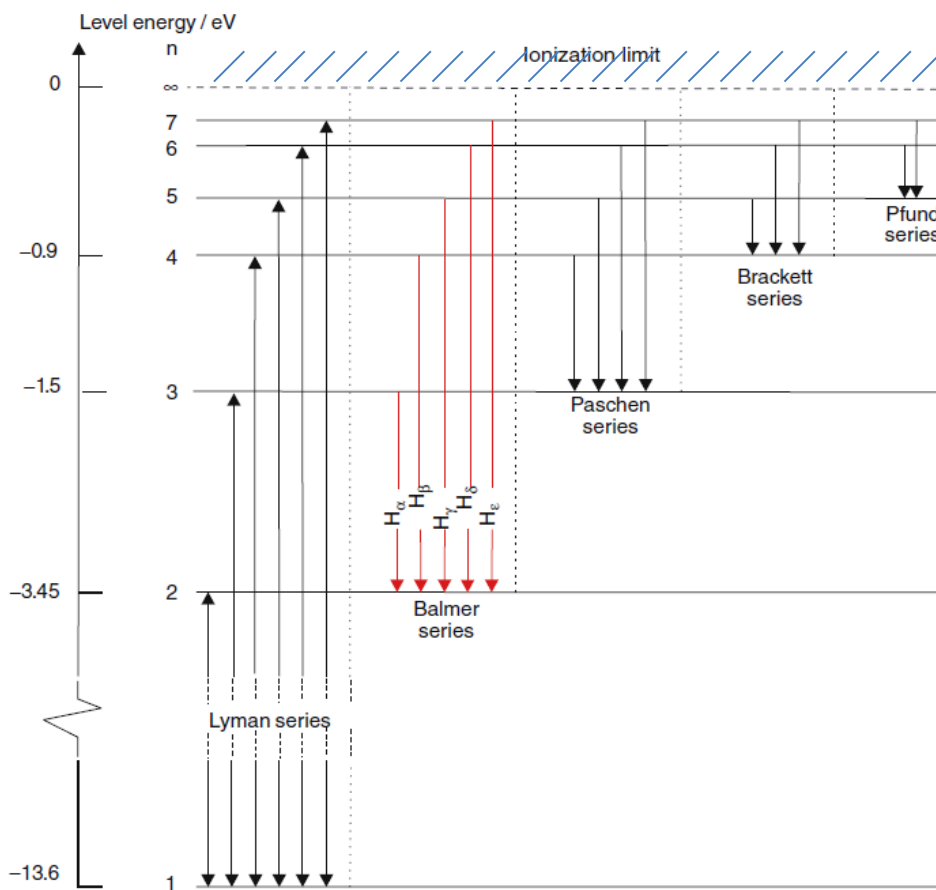 Level energy / eV
n
Ionization limit
0
∞
7
6
5
Pfund
series
−0.9
4
Brackett
series
−1.5
3
Paschen
series
Hα
Hβ
Hγ
Hδ
Hε
−3.45
2
Balmer
series
Lyman series
−13.6
1